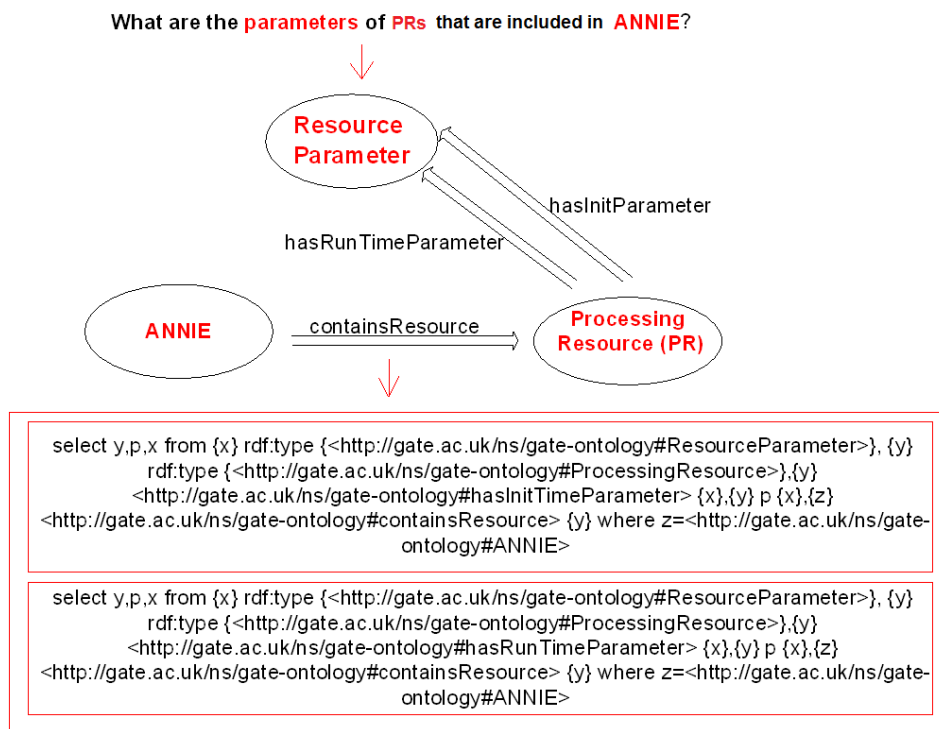 What are the parameters of PRs that are included in ANNIE?
Resource
Parameter
hasInitParameter
hasRunTimeParameter
ANNIE
containsResource
Processing
Resource (PR)
select y,p,x from {x} rdf:type {<http://gate.ac.uk/ns/gate-ontology#ResourceParameter>}, {y}
rdf:type {<http://gate.ac.uk/ns/gate-ontology#ProcessingResource>},{y}
<http://gate.ac.uk/ns/gate-ontology#hasInitTimeParameter> {x},{y} p {x},{z}
<http://gate.ac.uk/ns/gate-ontology#containsResource> {y} where z=<http://gate.ac.uk/ns/gate-
ontology#ANNIE>
select y,p,x from {x} rdf:type {<http://gate.ac.uk/ns/gate-ontology#ResourceParameter>}, {y}
rdf:type {<http://gate.ac.uk/ns/gate-ontology#ProcessingResource>},{y}
<http://gate.ac.uk/ns/gate-ontology#hasRunTimeParameter> {x},{y} p {x},{z}
<http://gate.ac.uk/ns/gate-ontology#containsResource> {y} where z=<http://gate.ac.uk/ns/gate-
ontology#ANNIE>